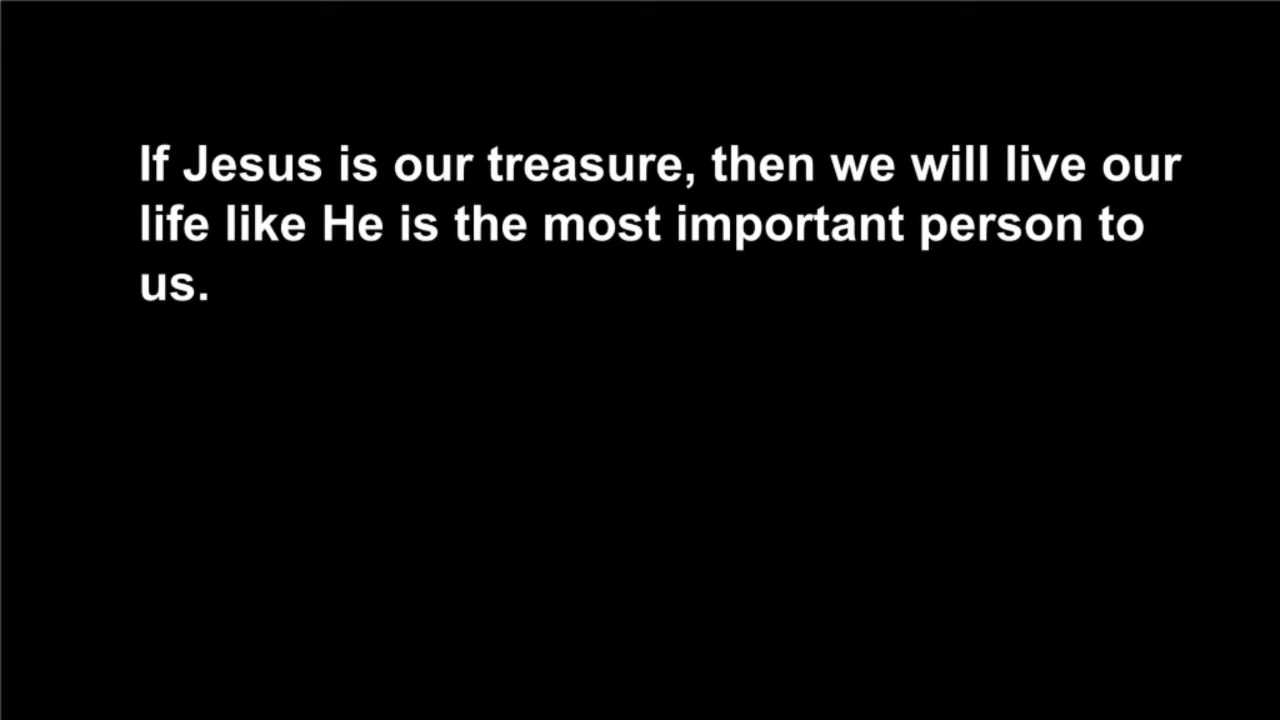 If Jesus is our treasure, then we will live our
life like He is the most important person to
us.